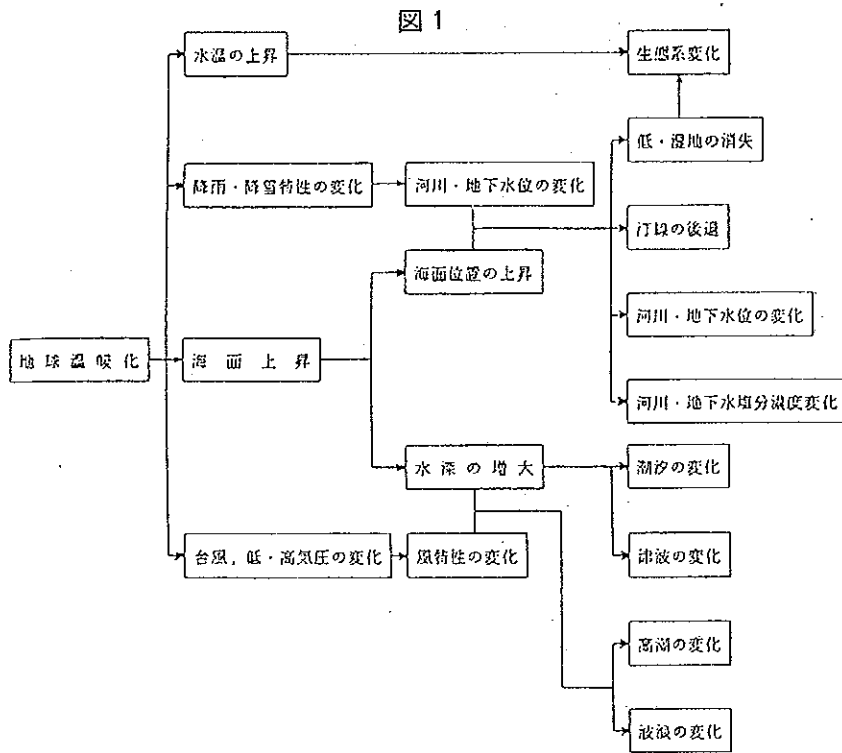 図1
水温の上昇
生態系変化
低・湿地の消失
降雨・降雪特性の変化
河川・地下水位の変化
汀線の後退
海面位置の上昇
河川・地下水位の変化
地球温暖化
海面上昇
河川・地下水塩分濃度変化
水深の増大
潮汐の変化
台風，低・高気圧の変化
風特性の変化
津波の変化
高潮の変化
波浪の変化